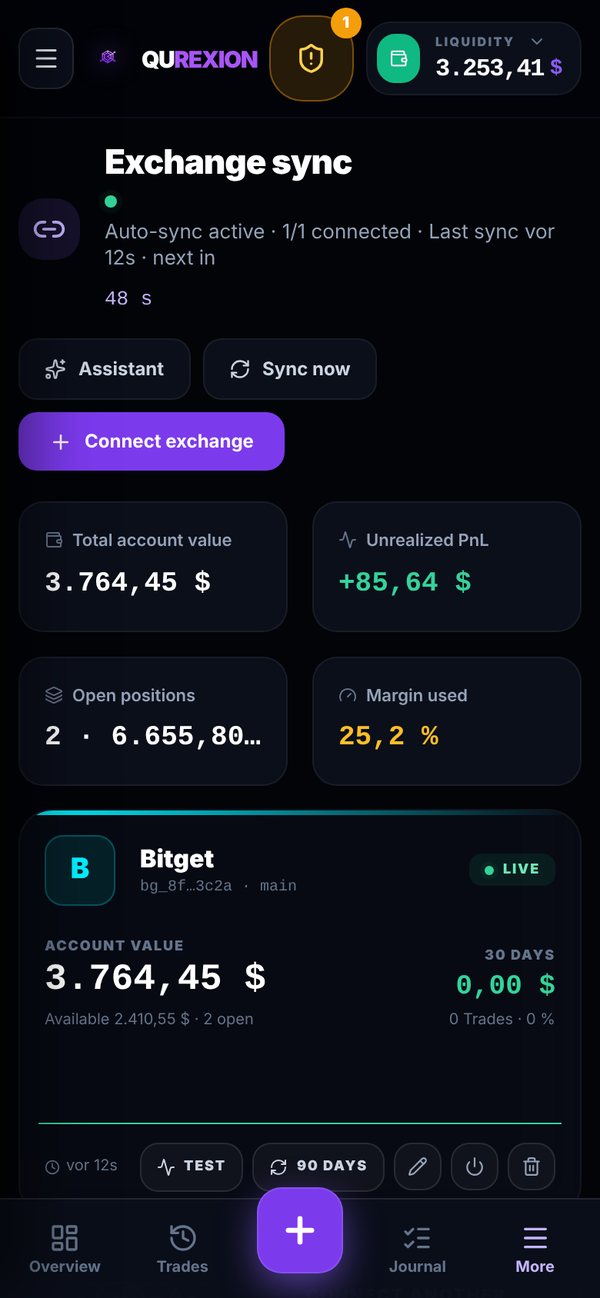 1
QUREXION
LIQUIDITY
3.253,41 $
Exchange sync
Auto-sync active · 1/1 connected · Last sync vor
12s · next in
48 s
Assistant
Sync now
+ Connect exchange
Total account value
3.764,45 $
Unrealized PnL
+85,64 $
Open positions
2 · 6.655,80…
Margin used
25,2 %
B
Bitget
bg_8f…3c2a · main
LIVE
ACCOUNT VALUE
3.764,45 $
Available 2.410,55 $ · 2 open
30 DAYS
0,00 $
0 Trades · 0 %
vor 12s
TEST
90 DAYS
+
Overview
Trades
Journal
More